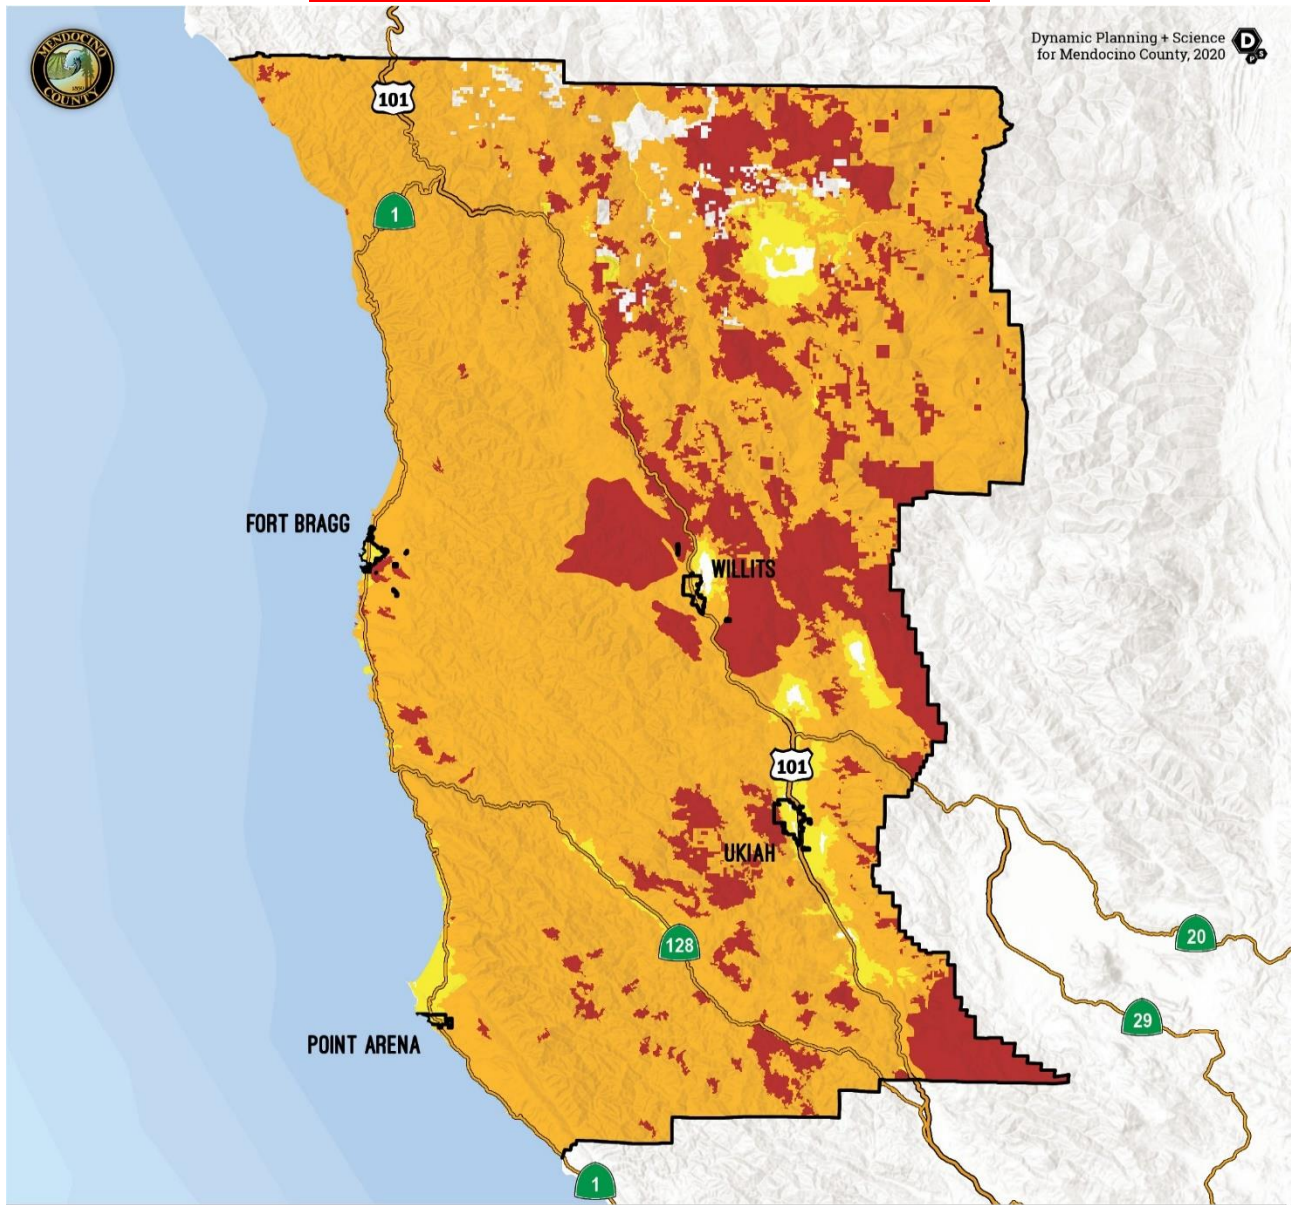 MENDOCINO
COUNTY
Dynamic Planning + Science
for Mendocino County, 2020
D
P
S
101
1
FORT BRAGG
WILLITS
101
UKIAH
128
20
29
POINT ARENA
1